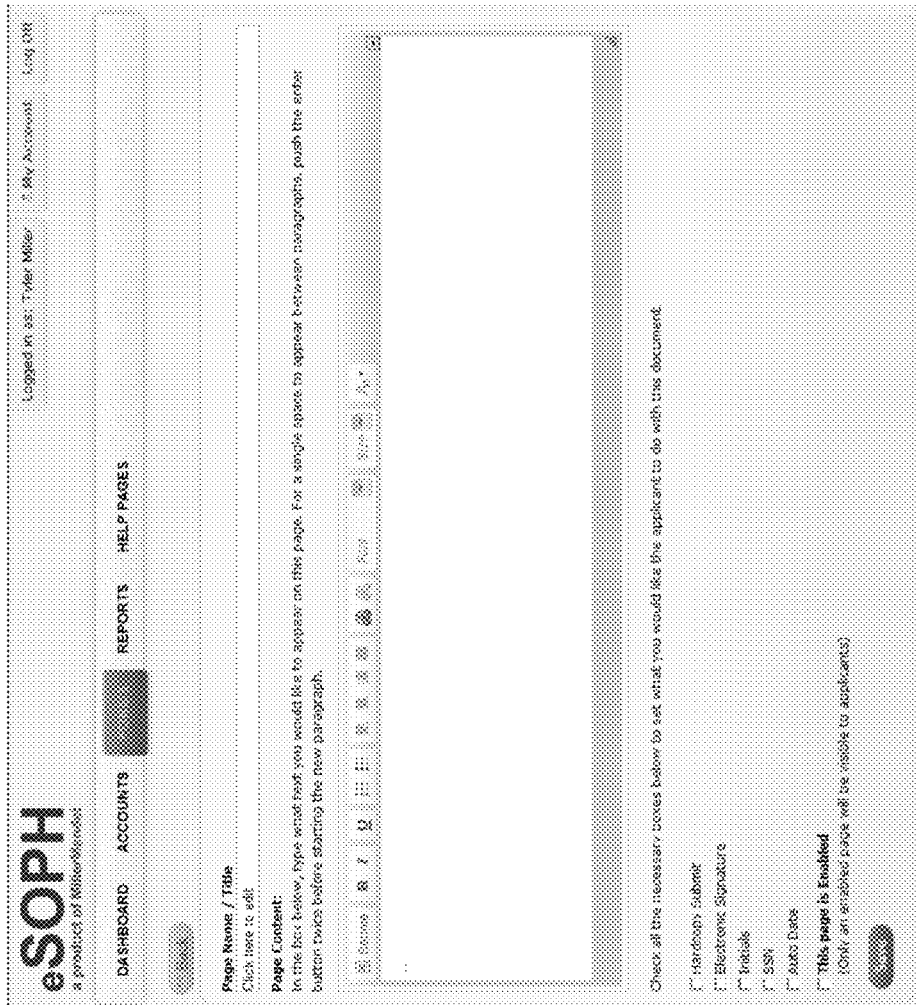 eSOPH
a product of MillerMendel
Logged in as: Tyler Miller My Account Log Off
DASHBOARD ACCOUNTS REPORTS HELP PAGES
Page Name / Title
Click here to edit
Page Content:
In the box below, type what text you would like to appear on this page. For a single space to appear between paragraphs, push the enter
button twice before starting the new paragraph.
Source B I U Font Size
Check all the necessary boxes below to set what you would like the applicant to do with this document.
Hardcopy Submit
Electronic Signature
Initials
SSN
Auto Date
This page is Enabled
(Only an enabled page will be visible to applicants)